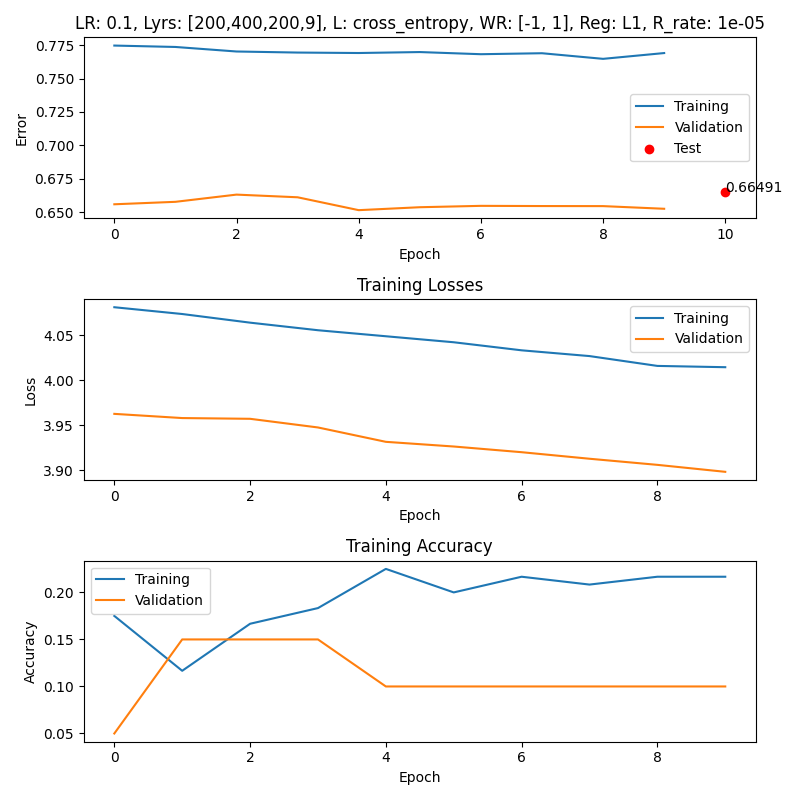 LR: 0.1, Lyrs: [200,400,200,9], L: cross_entropy, WR: [-1, 1], Reg: L1, R_rate: 1e-05
0.775
0.750
0.725
0.700
0.675
0.650
Error
Training
Validation
Test
0.66491
0 2 4 6 8 10
Epoch
Training Losses
4.05
4.00
3.95
3.90
Loss
Training
Validation
0 2 4 6 8
Epoch
Training Accuracy
0.20
0.15
0.10
0.05
Accuracy
Training
Validation
0 2 4 6 8
Epoch